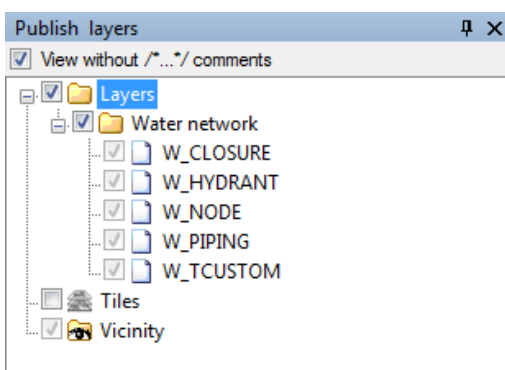 Publish layers
View without /*...*/ comments
Layers
Water network
W_CLOSURE
W_HYDRANT
W_NODE
W_PIPING
W_TCUSTOM
Tiles
Vicinity